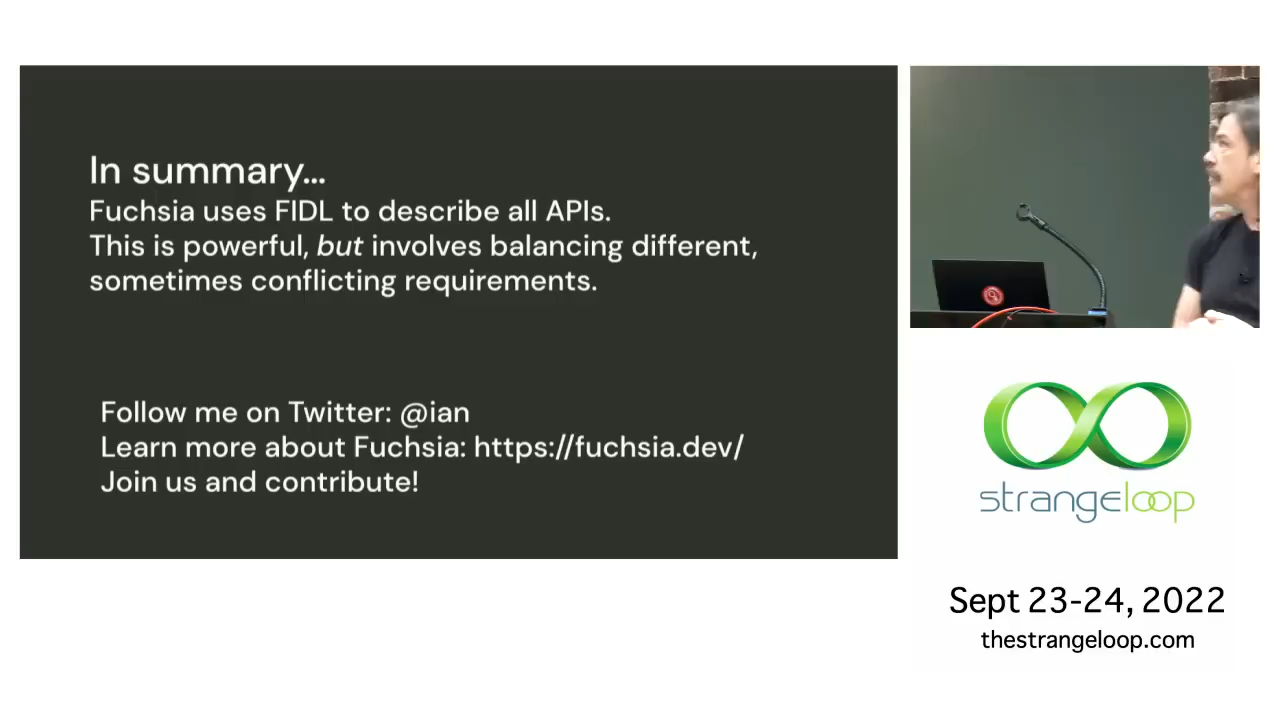 In summary...
Fuchsia uses FIDL to describe all APIs.
This is powerful, but involves balancing different,
sometimes conflicting requirements.
Follow me on Twitter: @ian
Learn more about Fuchsia: https://fuchsia.dev/
Join us and contribute!
strangeloop
Sept 23-24, 2022
thestrangeloop.com